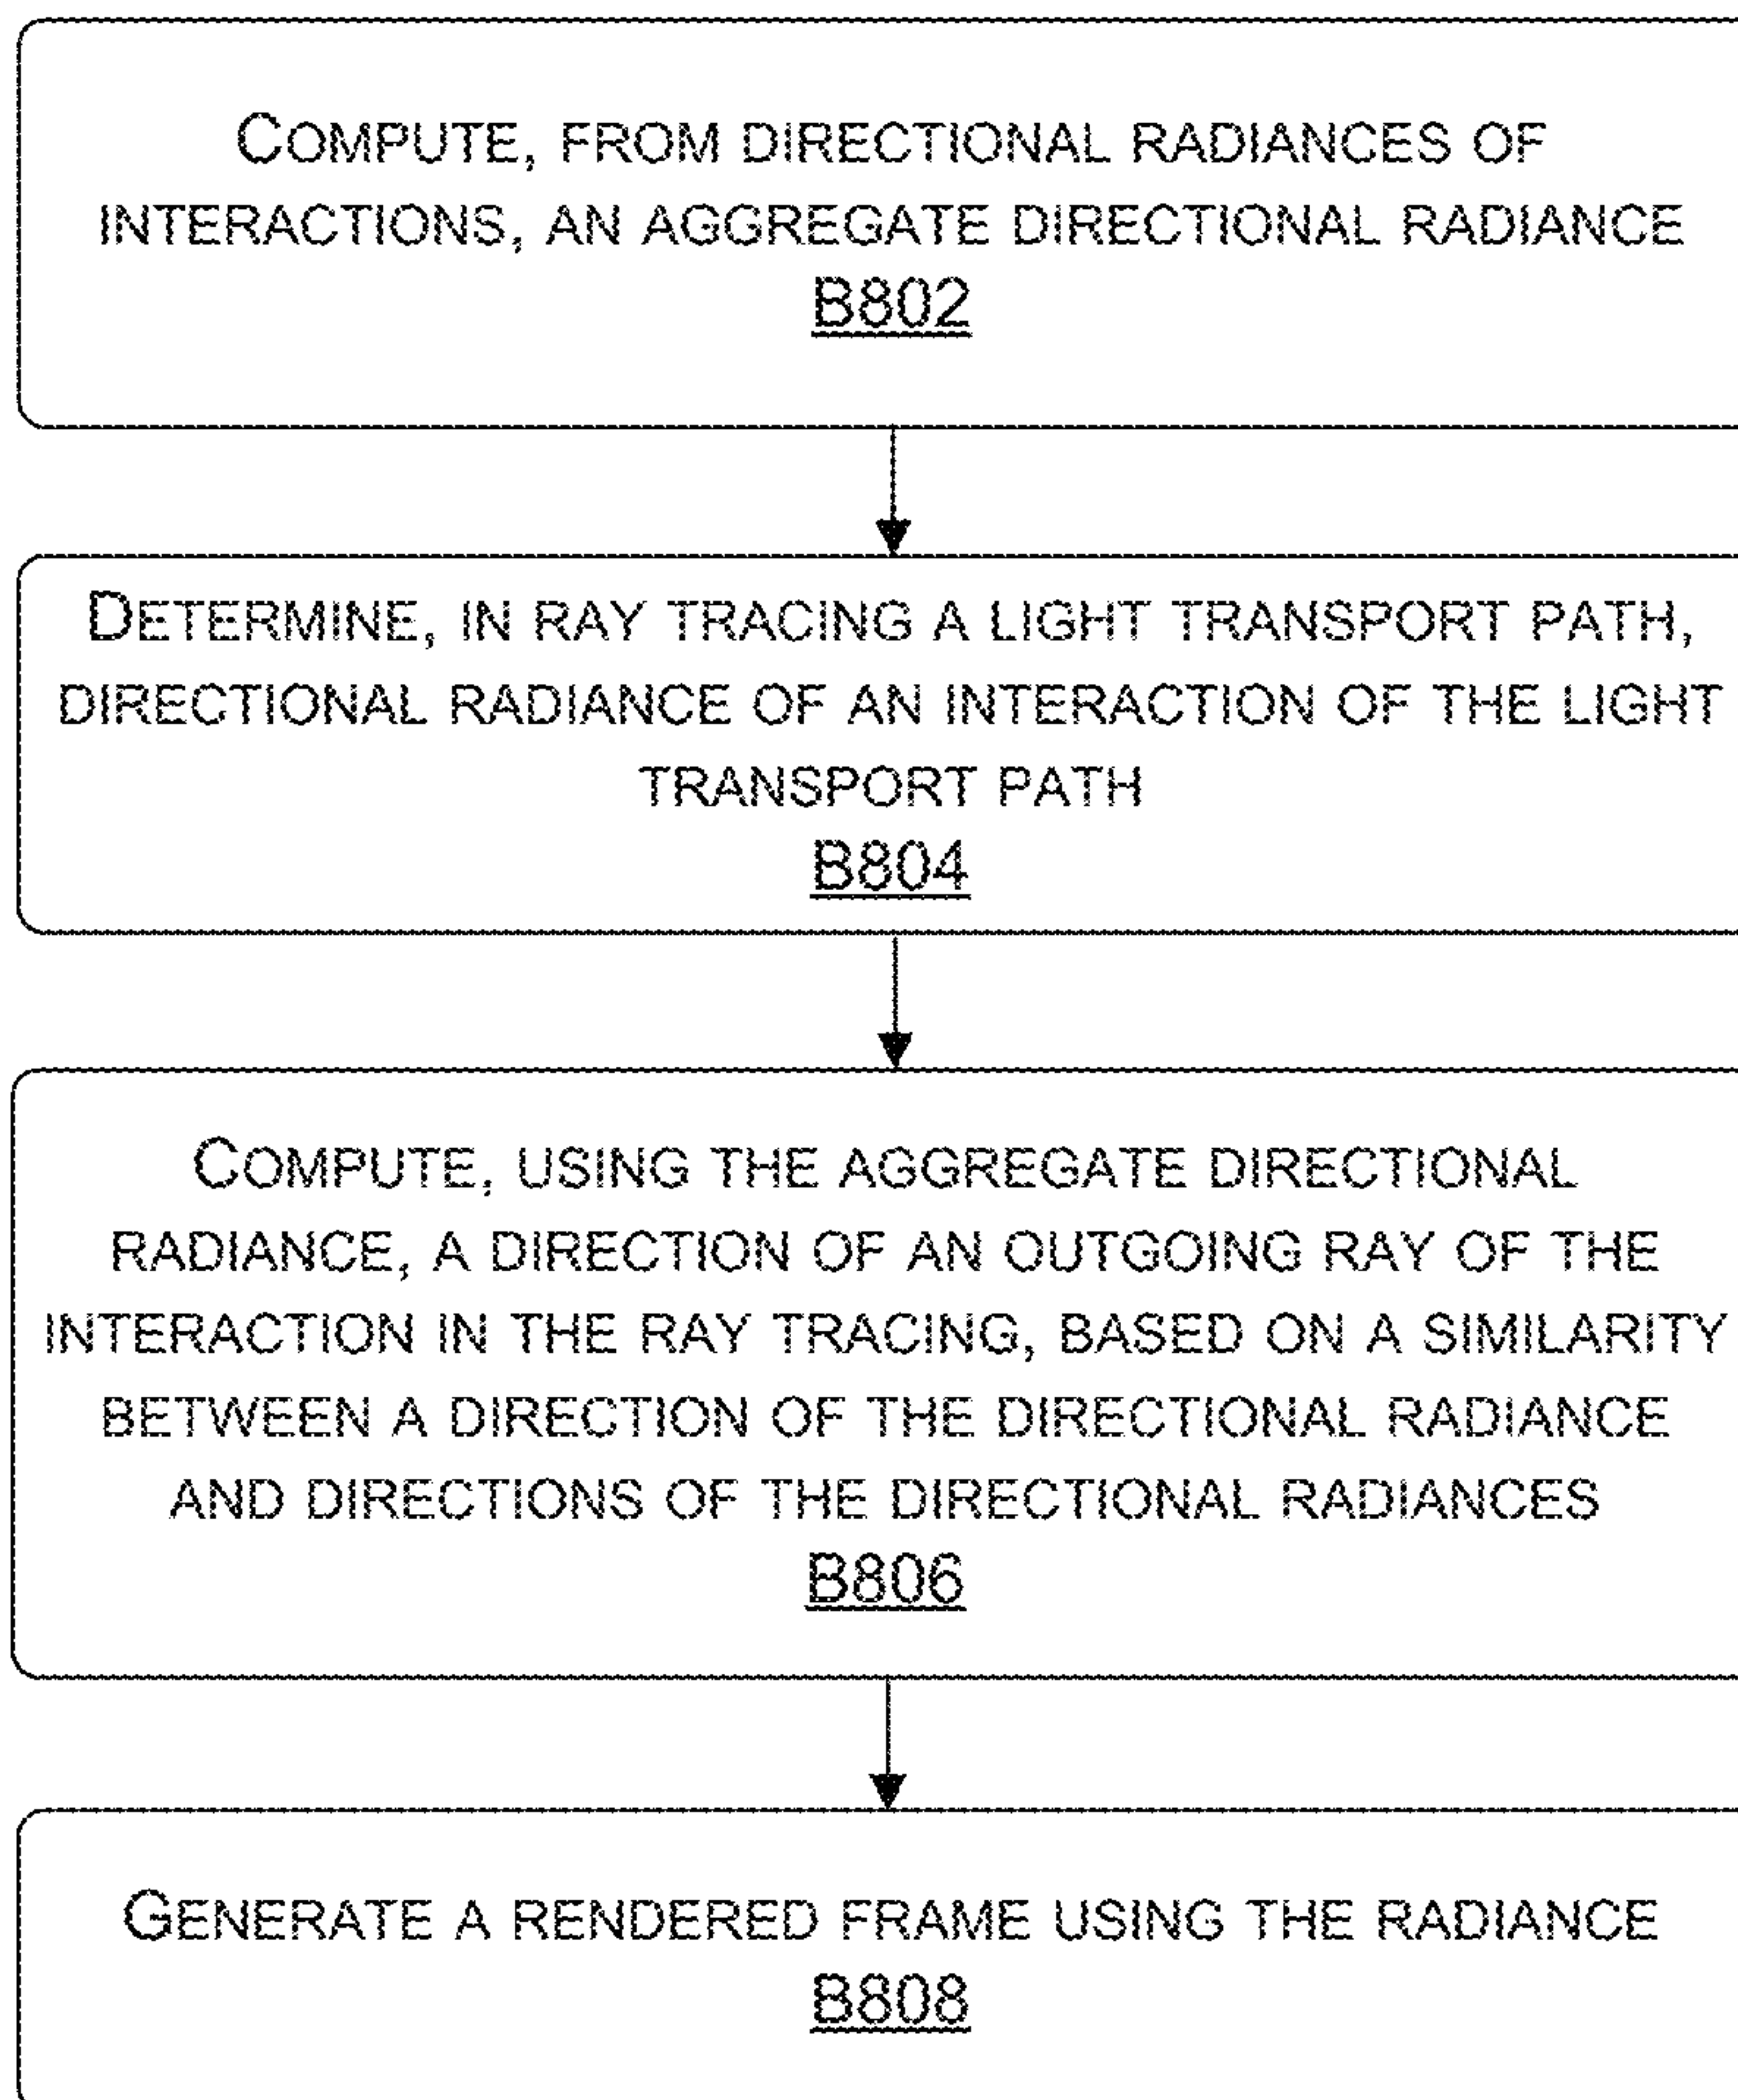 COMPUTE, FROM DIRECTIONAL RADIANCES OF
INTERACTIONS, AN AGGREGATE DIRECTIONAL RADIANCE
B802
DETERMINE, IN RAY TRACING A LIGHT TRANSPORT PATH,
DIRECTIONAL RADIANCE OF AN INTERACTION OF THE LIGHT
TRANSPORT PATH
B804
COMPUTE, USING THE AGGREGATE DIRECTIONAL
RADIANCE, A DIRECTION OF AN OUTGOING RAY OF THE
INTERACTION IN THE RAY TRACING, BASED ON A SIMILARITY
BETWEEN A DIRECTION OF THE DIRECTIONAL RADIANCE
AND DIRECTIONS OF THE DIRECTIONAL RADIANCES
B806
GENERATE A RENDERED FRAME USING THE RADIANCE
B808